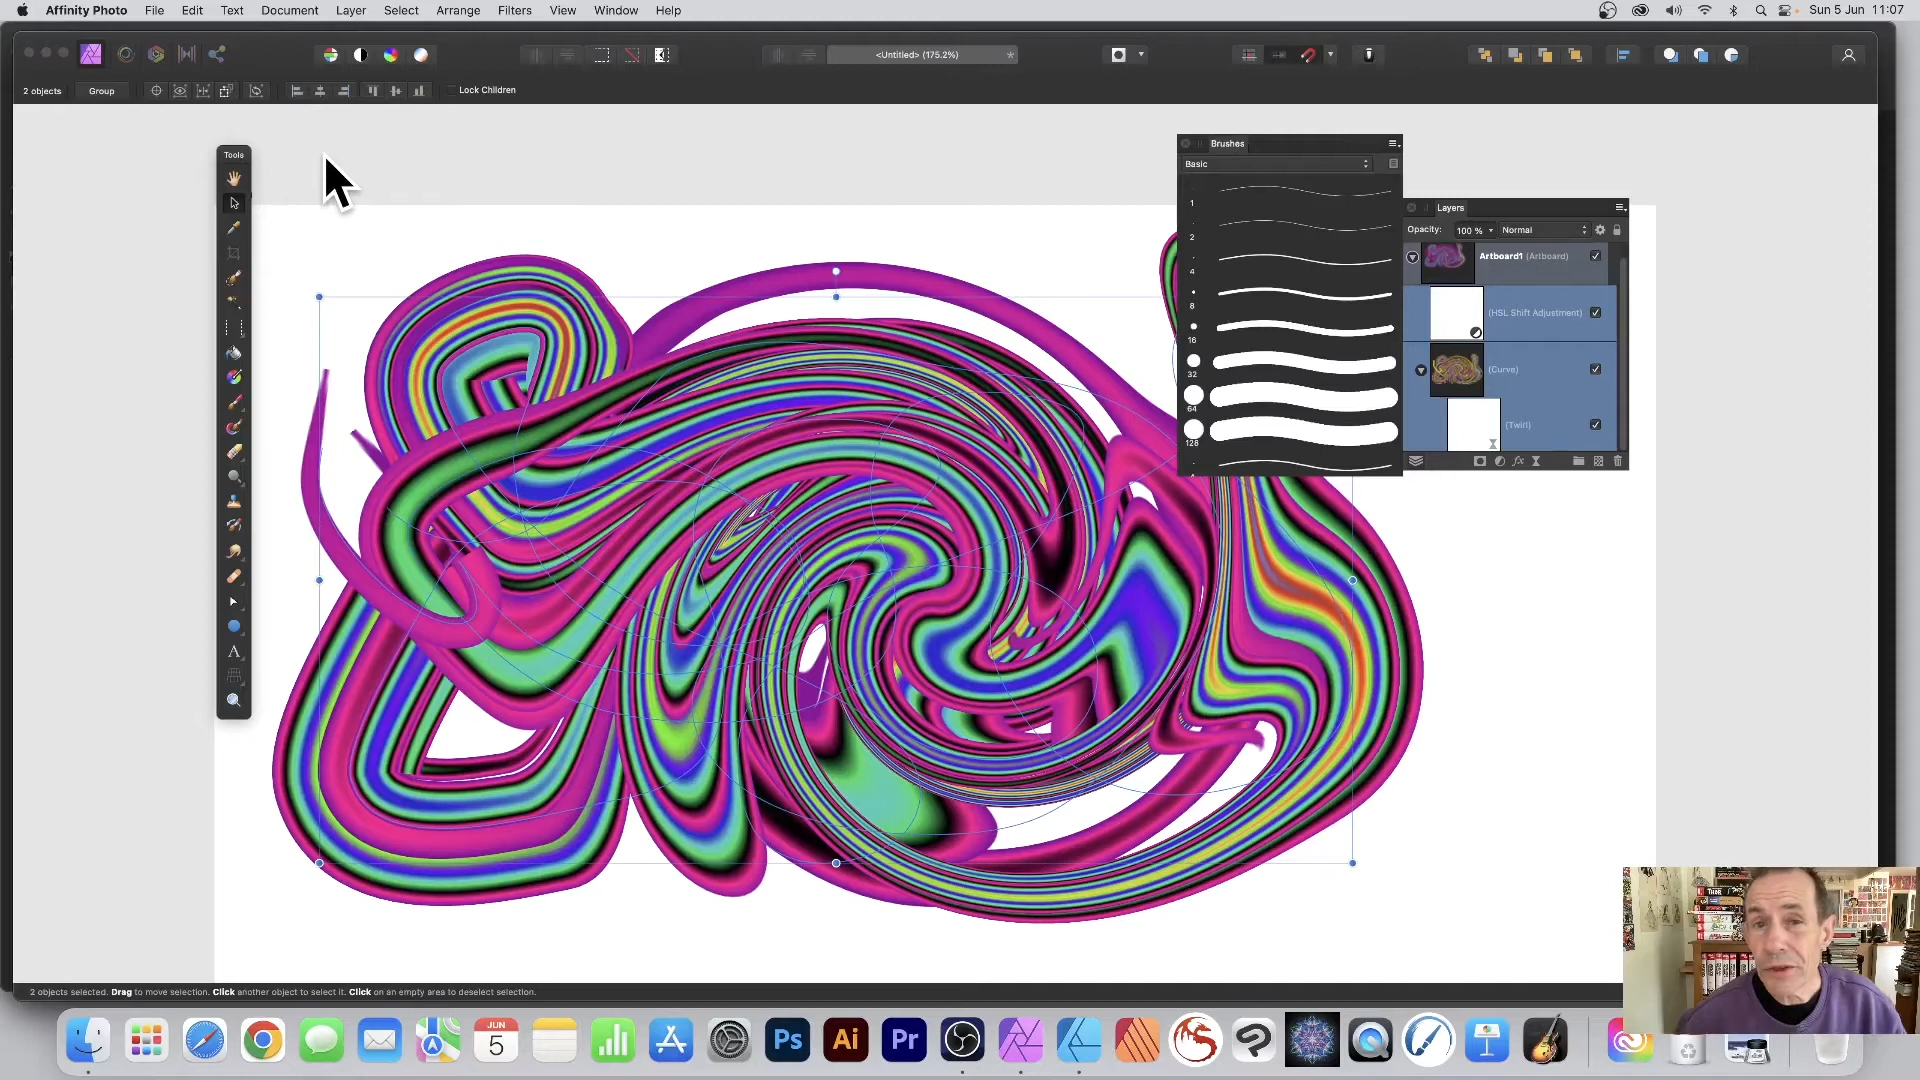 Affinity Photo File Edit Text Document Layer Select Arrange Filters View Window Help Sun 5 Jun 11:07
<Untitled> (175.2%) *
2 objects Group Lock Children
Tools
Brushes
Basic
1
2
4
8
16
32
64
128
Layers
Opacity: 100 % Normal
Artboard1 (Artboard)
(HSL Shift Adjustment)
(Curve)
(Twirl)
fx
A
2 objects selected. Drag to move selection. Click another object to select it. Click on an empty area to deselect selection.
JUN
5
Ps
Ai
Pr
THOR